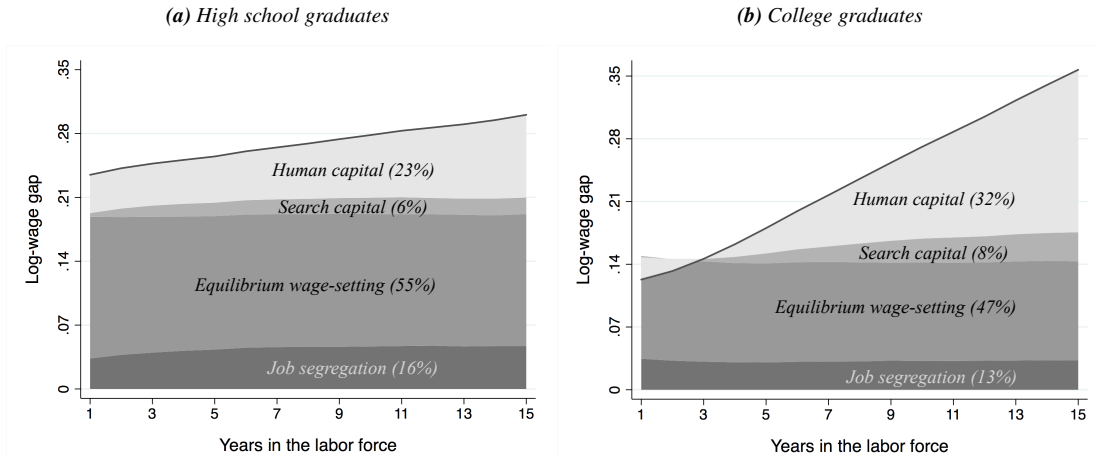 (a) High school graduates
Log-wage gap
.35
.28
.21
.14
.07
0
Human capital (23%)
Search capital (6%)
Equilibrium wage-setting (55%)
Job segregation (16%)
1 3 5 7 9 11 13 15
Years in the labor force
(b) College graduates
Log-wage gap
.35
.28
.21
.14
.07
0
Human capital (32%)
Search capital (8%)
Equilibrium wage-setting (47%)
Job segregation (13%)
1 3 5 7 9 11 13 15
Years in the labor force